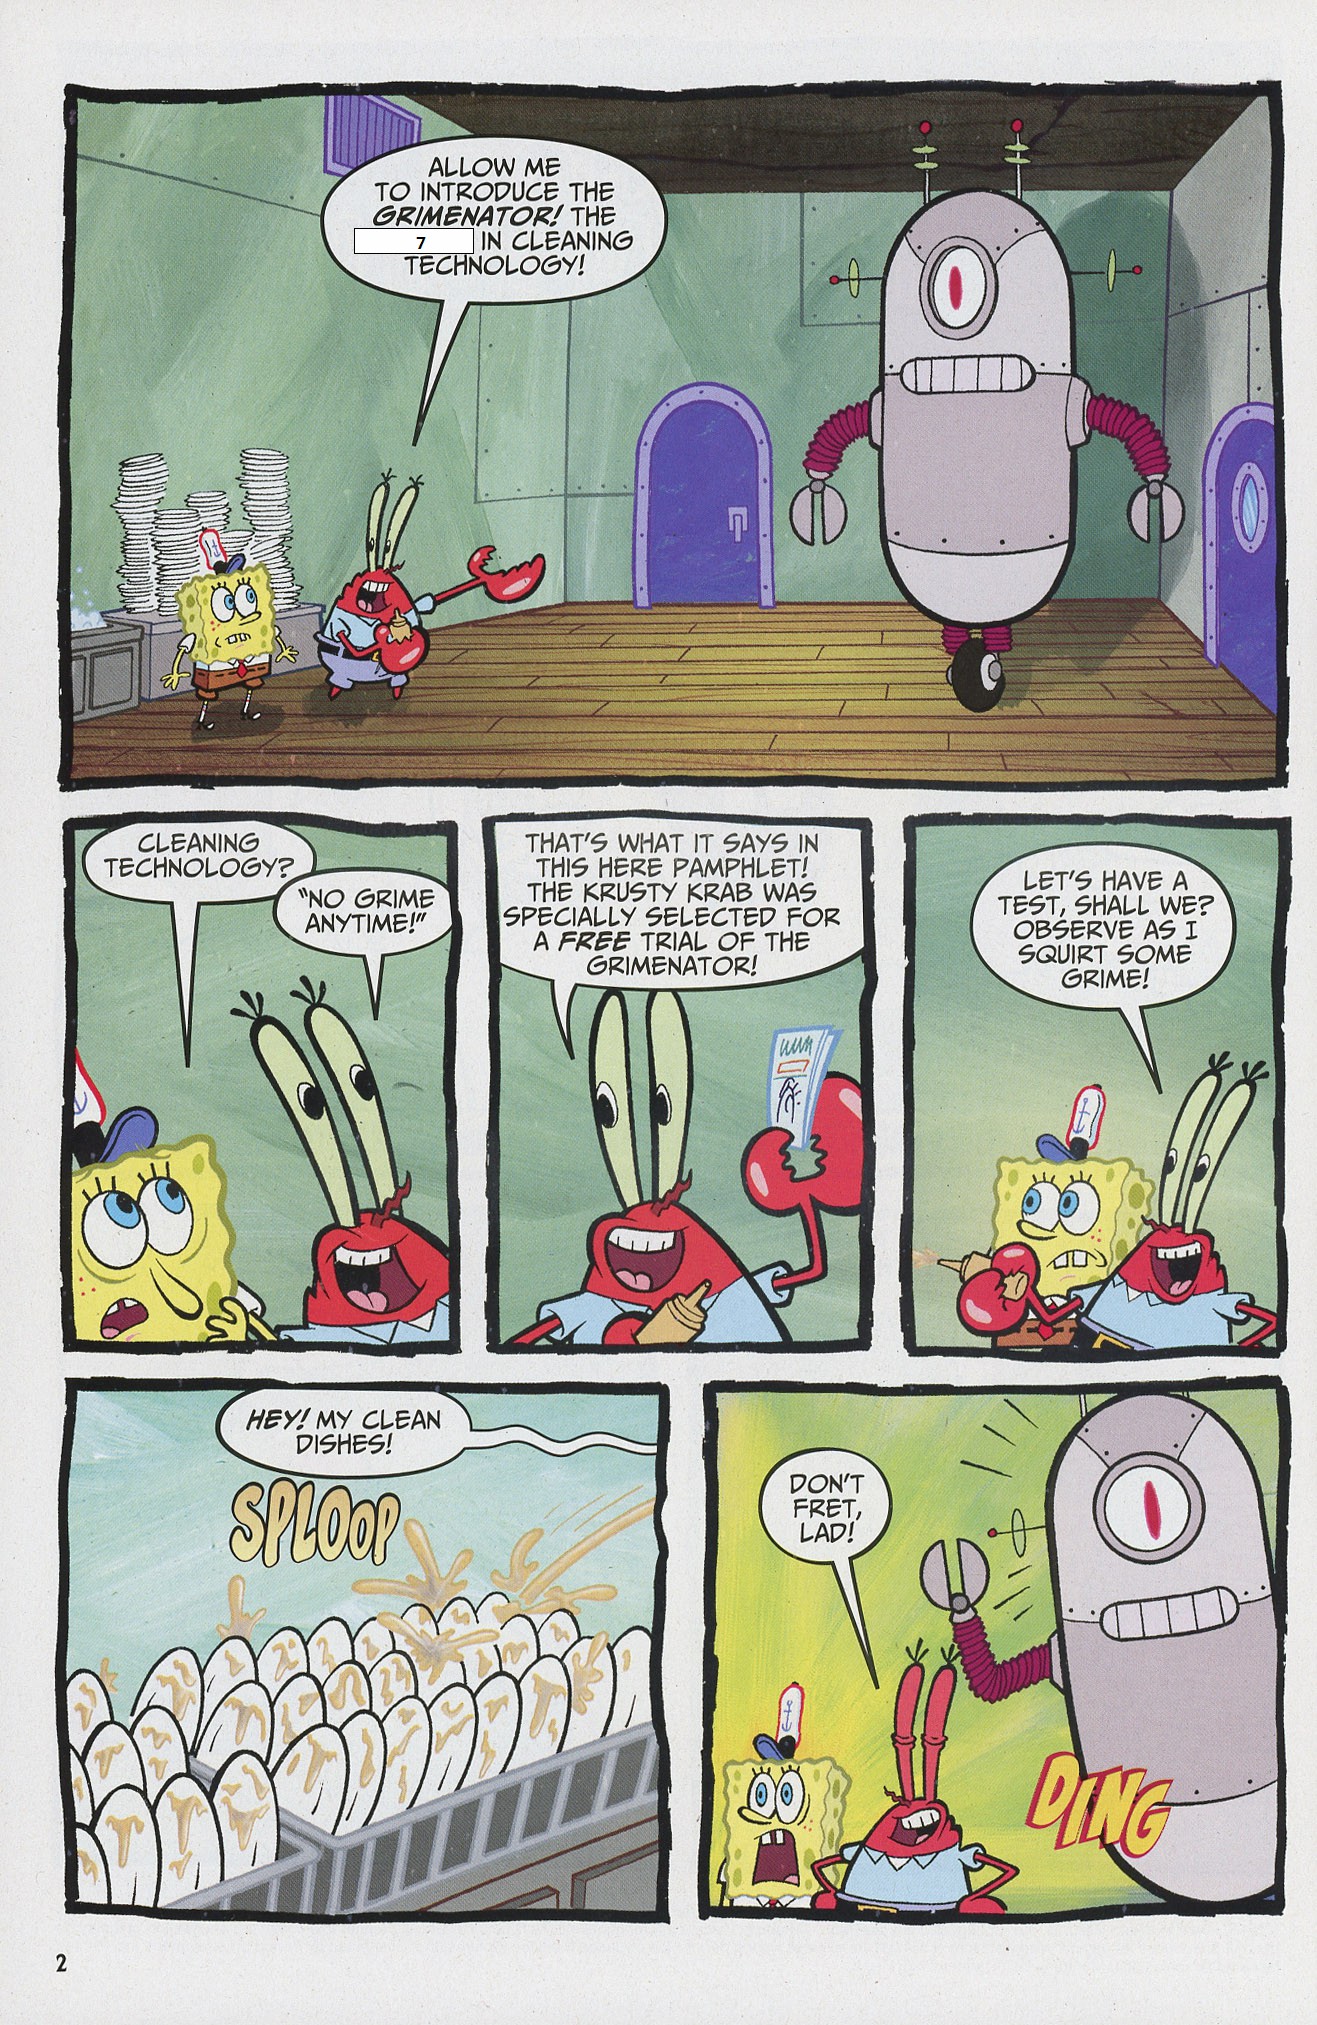 ALLOW ME
TO INTRODUCE THE
GRIMENATOR! THE
7 IN CLEANING
TECHNOLOGY!
CLEANING
TECHNOLOGY?
"NO GRIME
ANYTIME!"
THAT'S WHAT IT SAYS IN
THIS HERE PAMPHLET!
THE KRUSTY KRAB WAS
SPECIALLY SELECTED FOR
A FREE TRIAL OF THE
GRIMENATOR!
LET'S HAVE A
TEST, SHALL WE?
OBSERVE AS I
SQUIRT SOME
GRIME!
HEY! MY CLEAN
DISHES!
SPLOOP
DON'T
FRET,
LAD!
DING
2